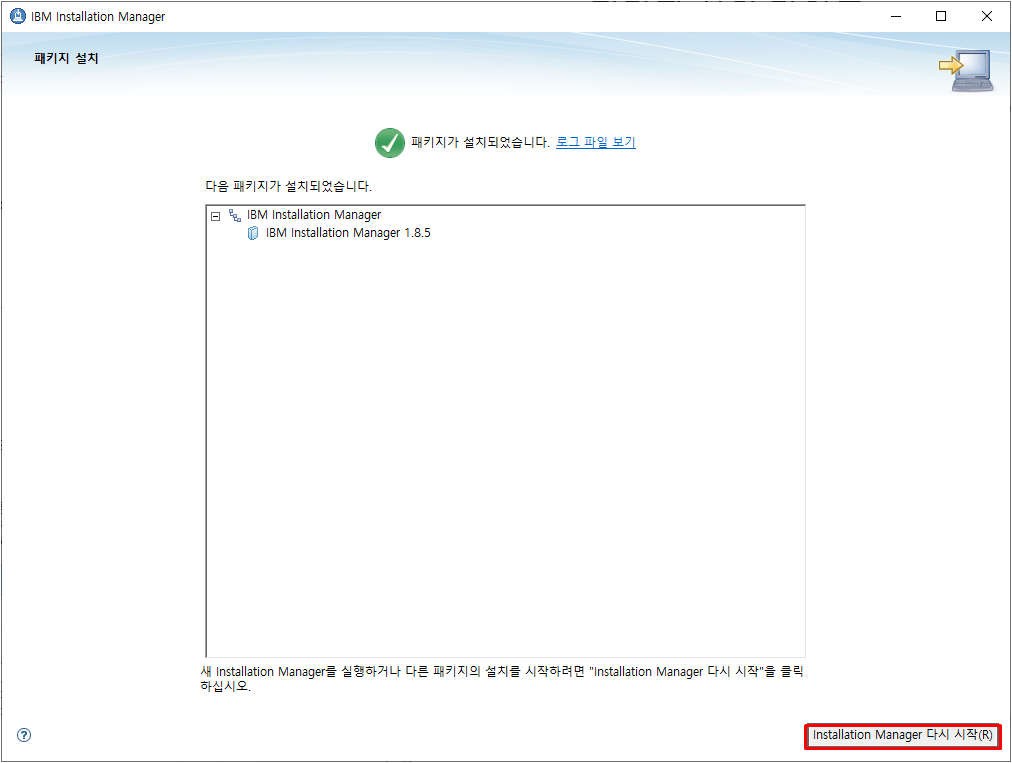 IBM Installation Manager
패키지 설치
패키지가 설치되었습니다. 로그 파일 보기
다음 패키지가 설치되었습니다.
IBM Installation Manager
IBM Installation Manager 1.8.5
새 Installation Manager를 실행하거나 다른 패키지의 설치를 시작하려면 "Installation Manager 다시 시작"을 클릭
하십시오.
Installation Manager 다시 시작(R)